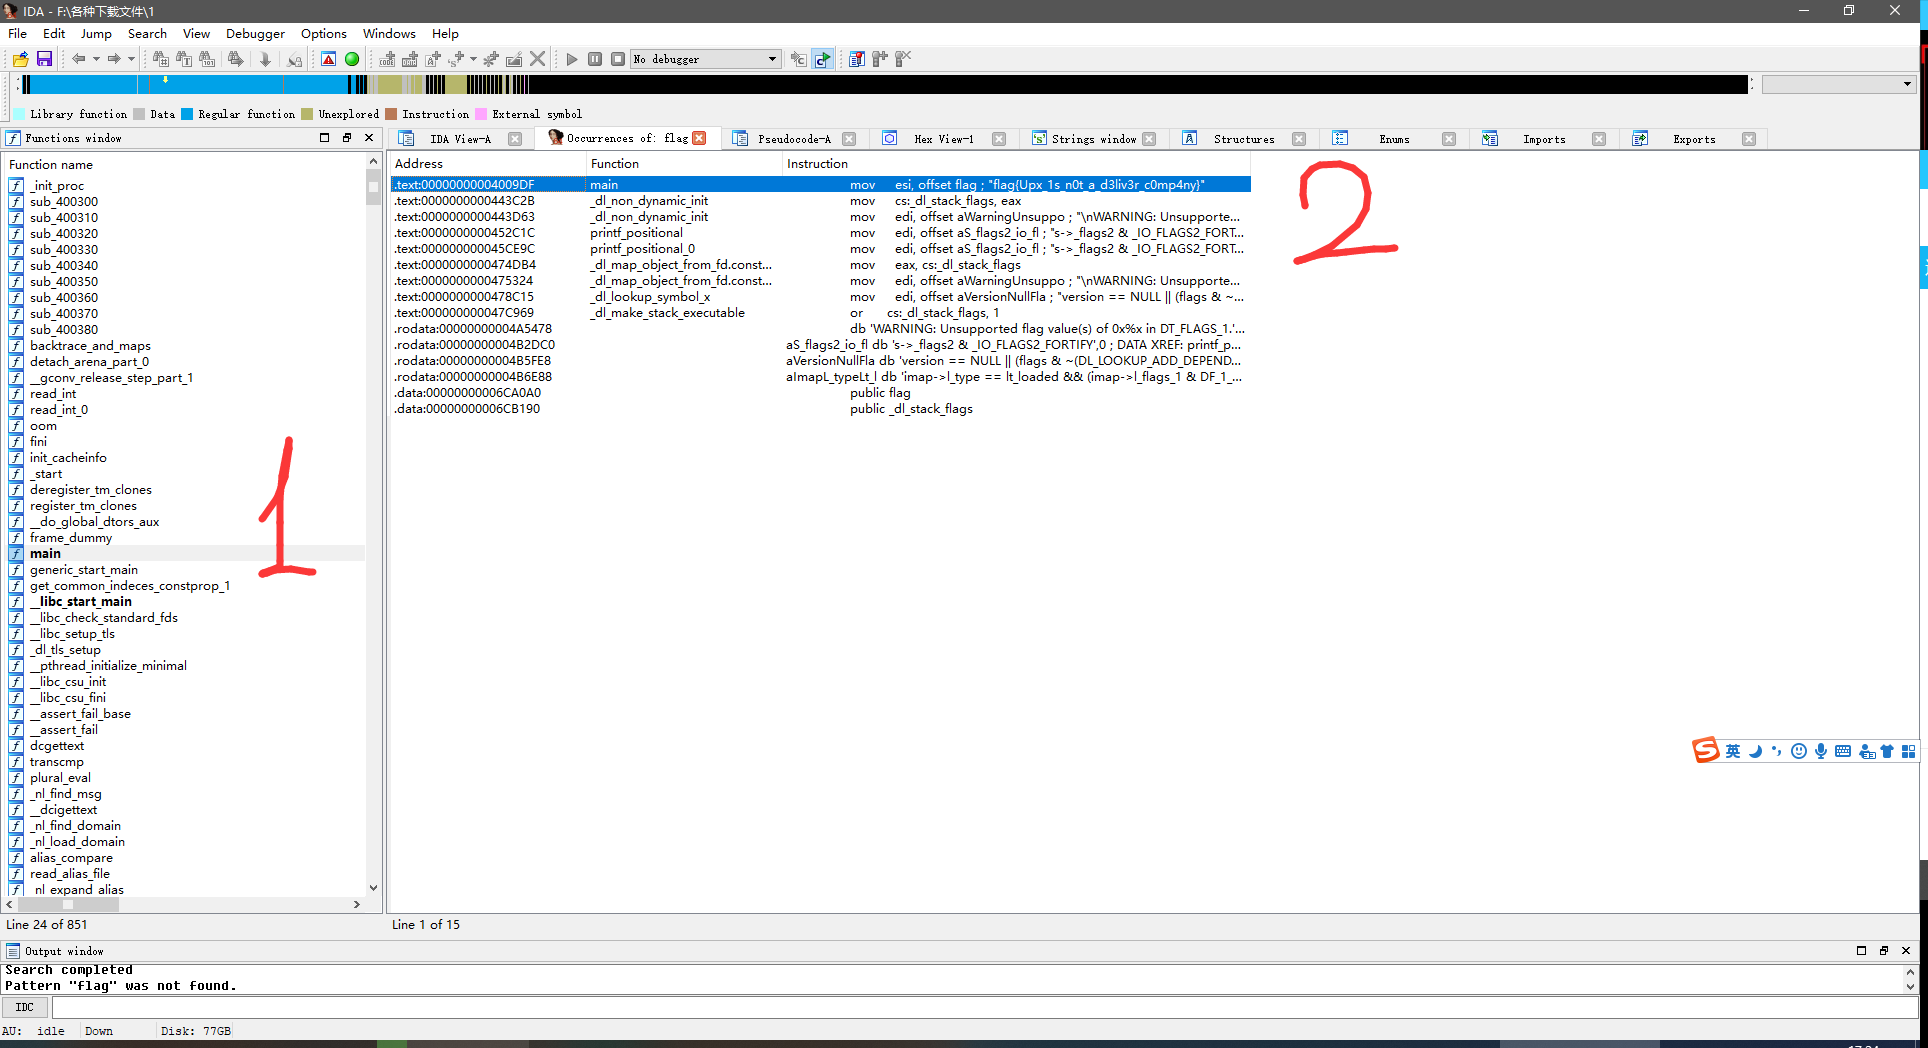 IDA - F:\各种下载文件\1
File Edit Jump Search View Debugger Options Windows Help
No debugger
Library function Data Regular function Unexplored Instruction External symbol
Functions window
IDA View-A Occurrences of: flag Pseudocode-A Hex View-1 Strings window Structures Enums Imports Exports
Function name
_init_proc
sub_400300
sub_400310
sub_400320
sub_400330
sub_400340
sub_400350
sub_400360
sub_400370
sub_400380
backtrace_and_maps
detach_arena_part_0
__gconv_release_step_part_1
read_int
read_int_0
oom
fini
init_cacheinfo
_start
deregister_tm_clones
register_tm_clones
__do_global_dtors_aux
frame_dummy
main
generic_start_main
get_common_indeces_constprop_1
__libc_start_main
__libc_check_standard_fds
__libc_setup_tls
_dl_tls_setup
__pthread_initialize_minimal
__libc_csu_init
__libc_csu_fini
__assert_fail_base
__assert_fail
dcgettext
transcmp
plural_eval
_nl_find_msg
__dcigettext
_nl_find_domain
_nl_load_domain
alias_compare
read_alias_file
_nl_expand_alias
Line 24 of 851
1
Address Function Instruction
.text:00000000004009DF main mov esi, offset flag ; "flag{Upx_1s_n0t_a_d3liv3r_c0mp4ny}"
.text:0000000000443C2B _dl_non_dynamic_init mov cs:_dl_stack_flags, eax
.text:0000000000443D63 _dl_non_dynamic_init mov edi, offset aWarningUnsuppo ; "\nWARNING: Unsupporte...
.text:0000000000452C1C printf_positional mov edi, offset aS_flags2_io_fl ; "s->_flags2 & _IO_FLAGS2_FORT...
.text:000000000045CE9C printf_positional_0 mov edi, offset aS_flags2_io_fl ; "s->_flags2 & _IO_FLAGS2_FORT...
.text:0000000000474DB4 _dl_map_object_from_fd.const... mov eax, cs:_dl_stack_flags
.text:0000000000475324 _dl_map_object_from_fd.const... mov edi, offset aWarningUnsuppo ; "\nWARNING: Unsupporte...
.text:0000000000478C15 _dl_lookup_symbol_x mov edi, offset aVersionNullFla ; "version == NULL || (flags & ~...
.text:000000000047C969 _dl_make_stack_executable or cs:_dl_stack_flags, 1
.rodata:00000000004A5478 db 'WARNING: Unsupported flag value(s) of 0x%x in DT_FLAGS_1.'...
.rodata:00000000004B2DC0 aS_flags2_io_fl db 's->_flags2 & _IO_FLAGS2_FORTIFY',0 ; DATA XREF: printf_p...
.rodata:00000000004B5FE8 aVersionNullFla db 'version == NULL || (flags & ~(DL_LOOKUP_ADD_DEPEND...
.rodata:00000000004B6E88 aImapL_typeLt_l db 'imap->l_type == lt_loaded && (imap->l_flags_1 & DF_1_...
.data:00000000006CA0A0 public flag
.data:00000000006CB190 public _dl_stack_flags
2
英
Line 1 of 15
Output window
Search completed
Pattern "flag" was not found.
IDC
AU: idle Down Disk: 77GB